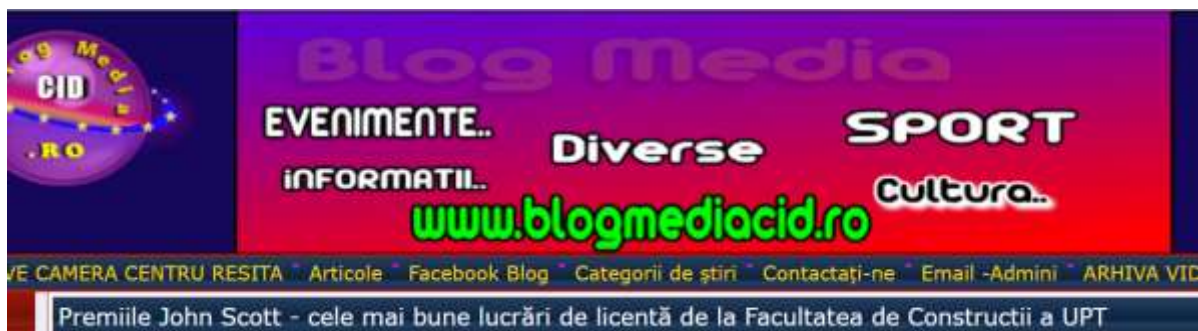 Blog Media
CID
.RO
Blog Media
EVENIMENTE..
Diverse
SPORT
iNFORMATII..
Cultura..
www.blogmediacid.ro
CAMERA CENTRU RESITA Articole Facebook Blog Categorii de știri Contactați-ne Email -Admini ARHIVA
Premiile John Scott - cele mai bune lucrări de licentă de la Facultatea de Constructii a UPT